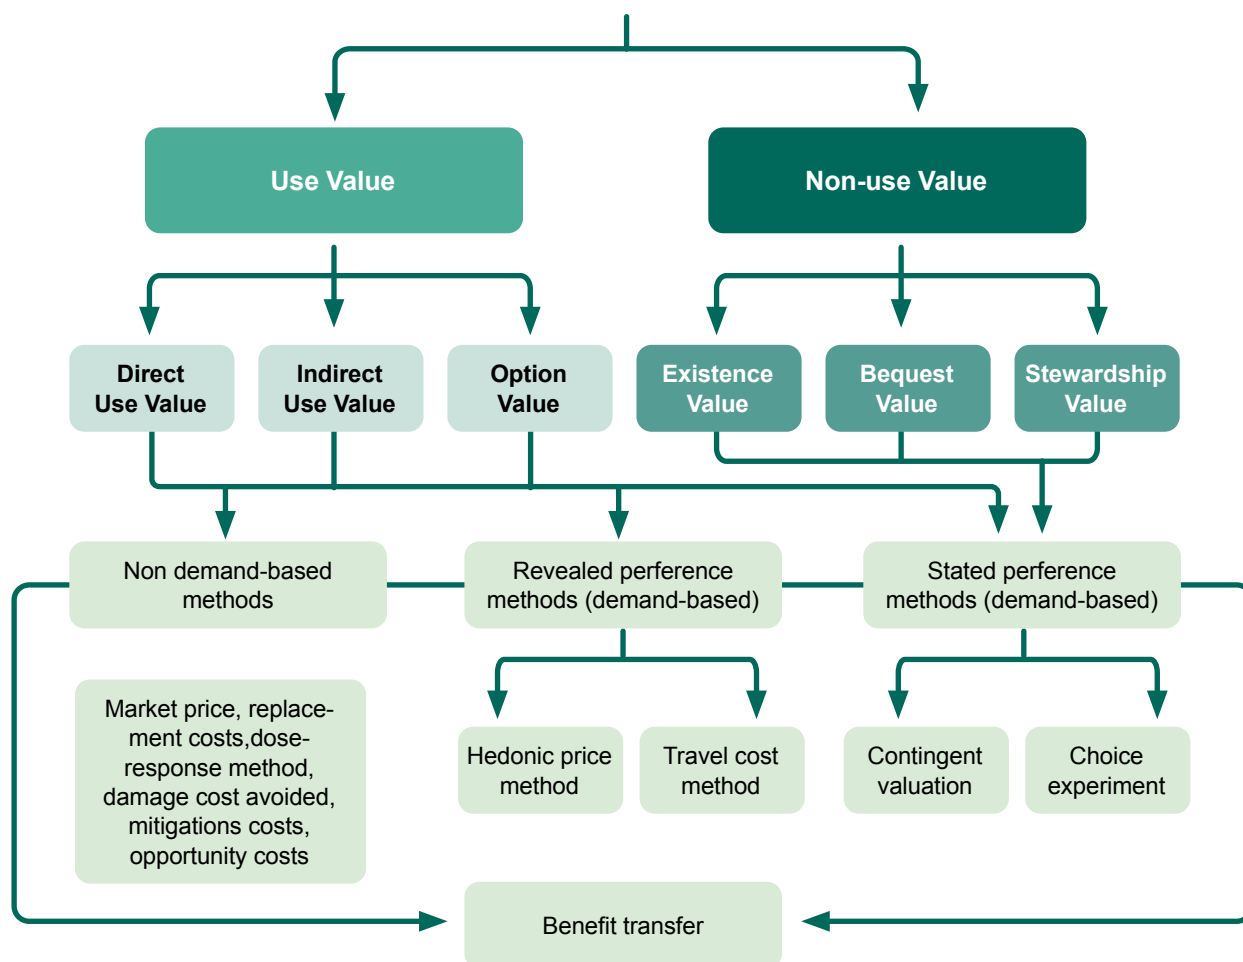 Use Value
Non-use Value
Direct
Use Value
Indirect
Use Value
Option
Value
Existence
Value
Bequest
Value
Stewardship
Value
Non demand-based
methods
Revealed perference
methods (demand-based)
Stated perference
methods (demand-based)
Market price, replace-
ment costs,dose-
response method,
damage cost avoided,
mitigations costs,
opportunity costs
Hedonic price
method
Travel cost
method
Contingent
valuation
Choice
experiment
Benefit transfer